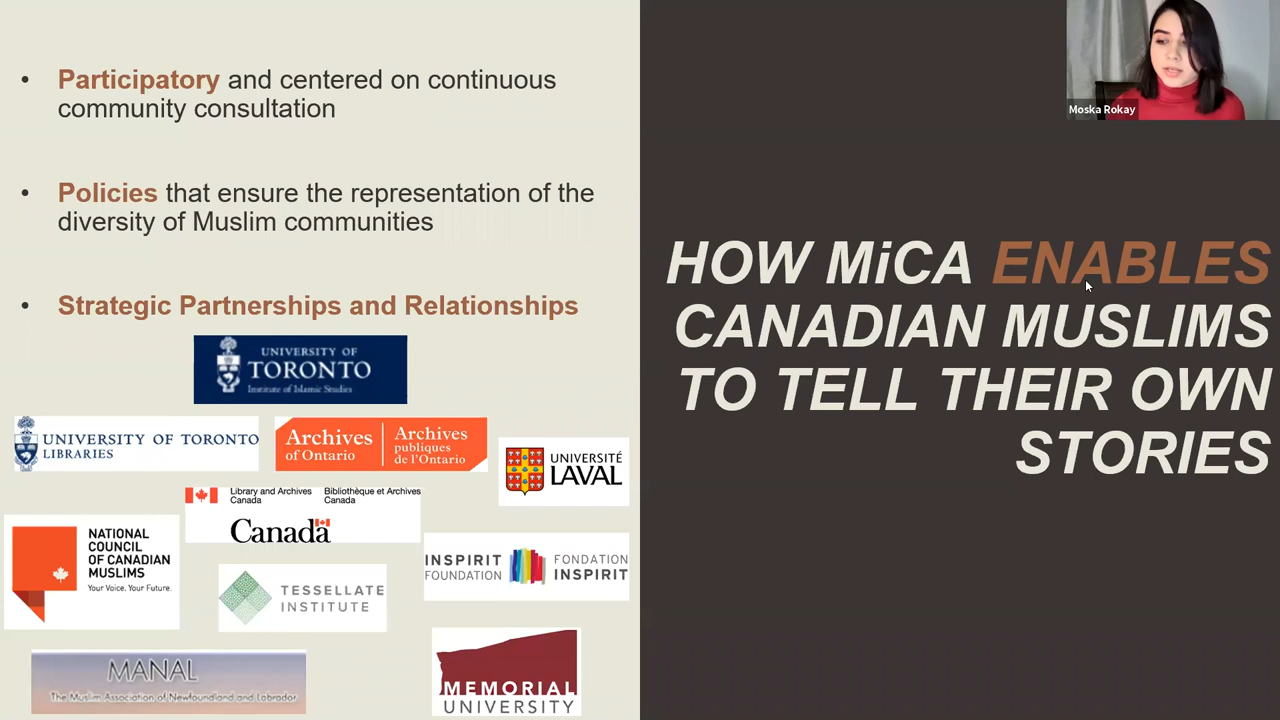 • Participatory and centered on continuous
community consultation
• Policies that ensure the representation of the
diversity of Muslim communities
• Strategic Partnerships and Relationships
UNIVERSITY OF
TORONTO
Institute of Islamic Studies
UNIVERSITY OF TORONTO
LIBRARIES
Archives
of Ontario
Archives
publiques
de l'Ontario
UNIVERSITÉ
LAVAL
Library and Archives
Canada
Bibliothèque et Archives
Canada
Canada
NATIONAL
COUNCIL
OF CANADIAN
MUSLIMS
Your Voice. Your Future.
INSPIRIT
FOUNDATION
FONDATION
INSPIRIT
TESSELLATE
INSTITUTE
MANAL
The Muslim Association of Newfoundland and Labrador
MEMORIAL
UNIVERSITY
Moska Rokay
HOW MiCA ENABLES
CANADIAN MUSLIMS
TO TELL THEIR OWN
STORIES